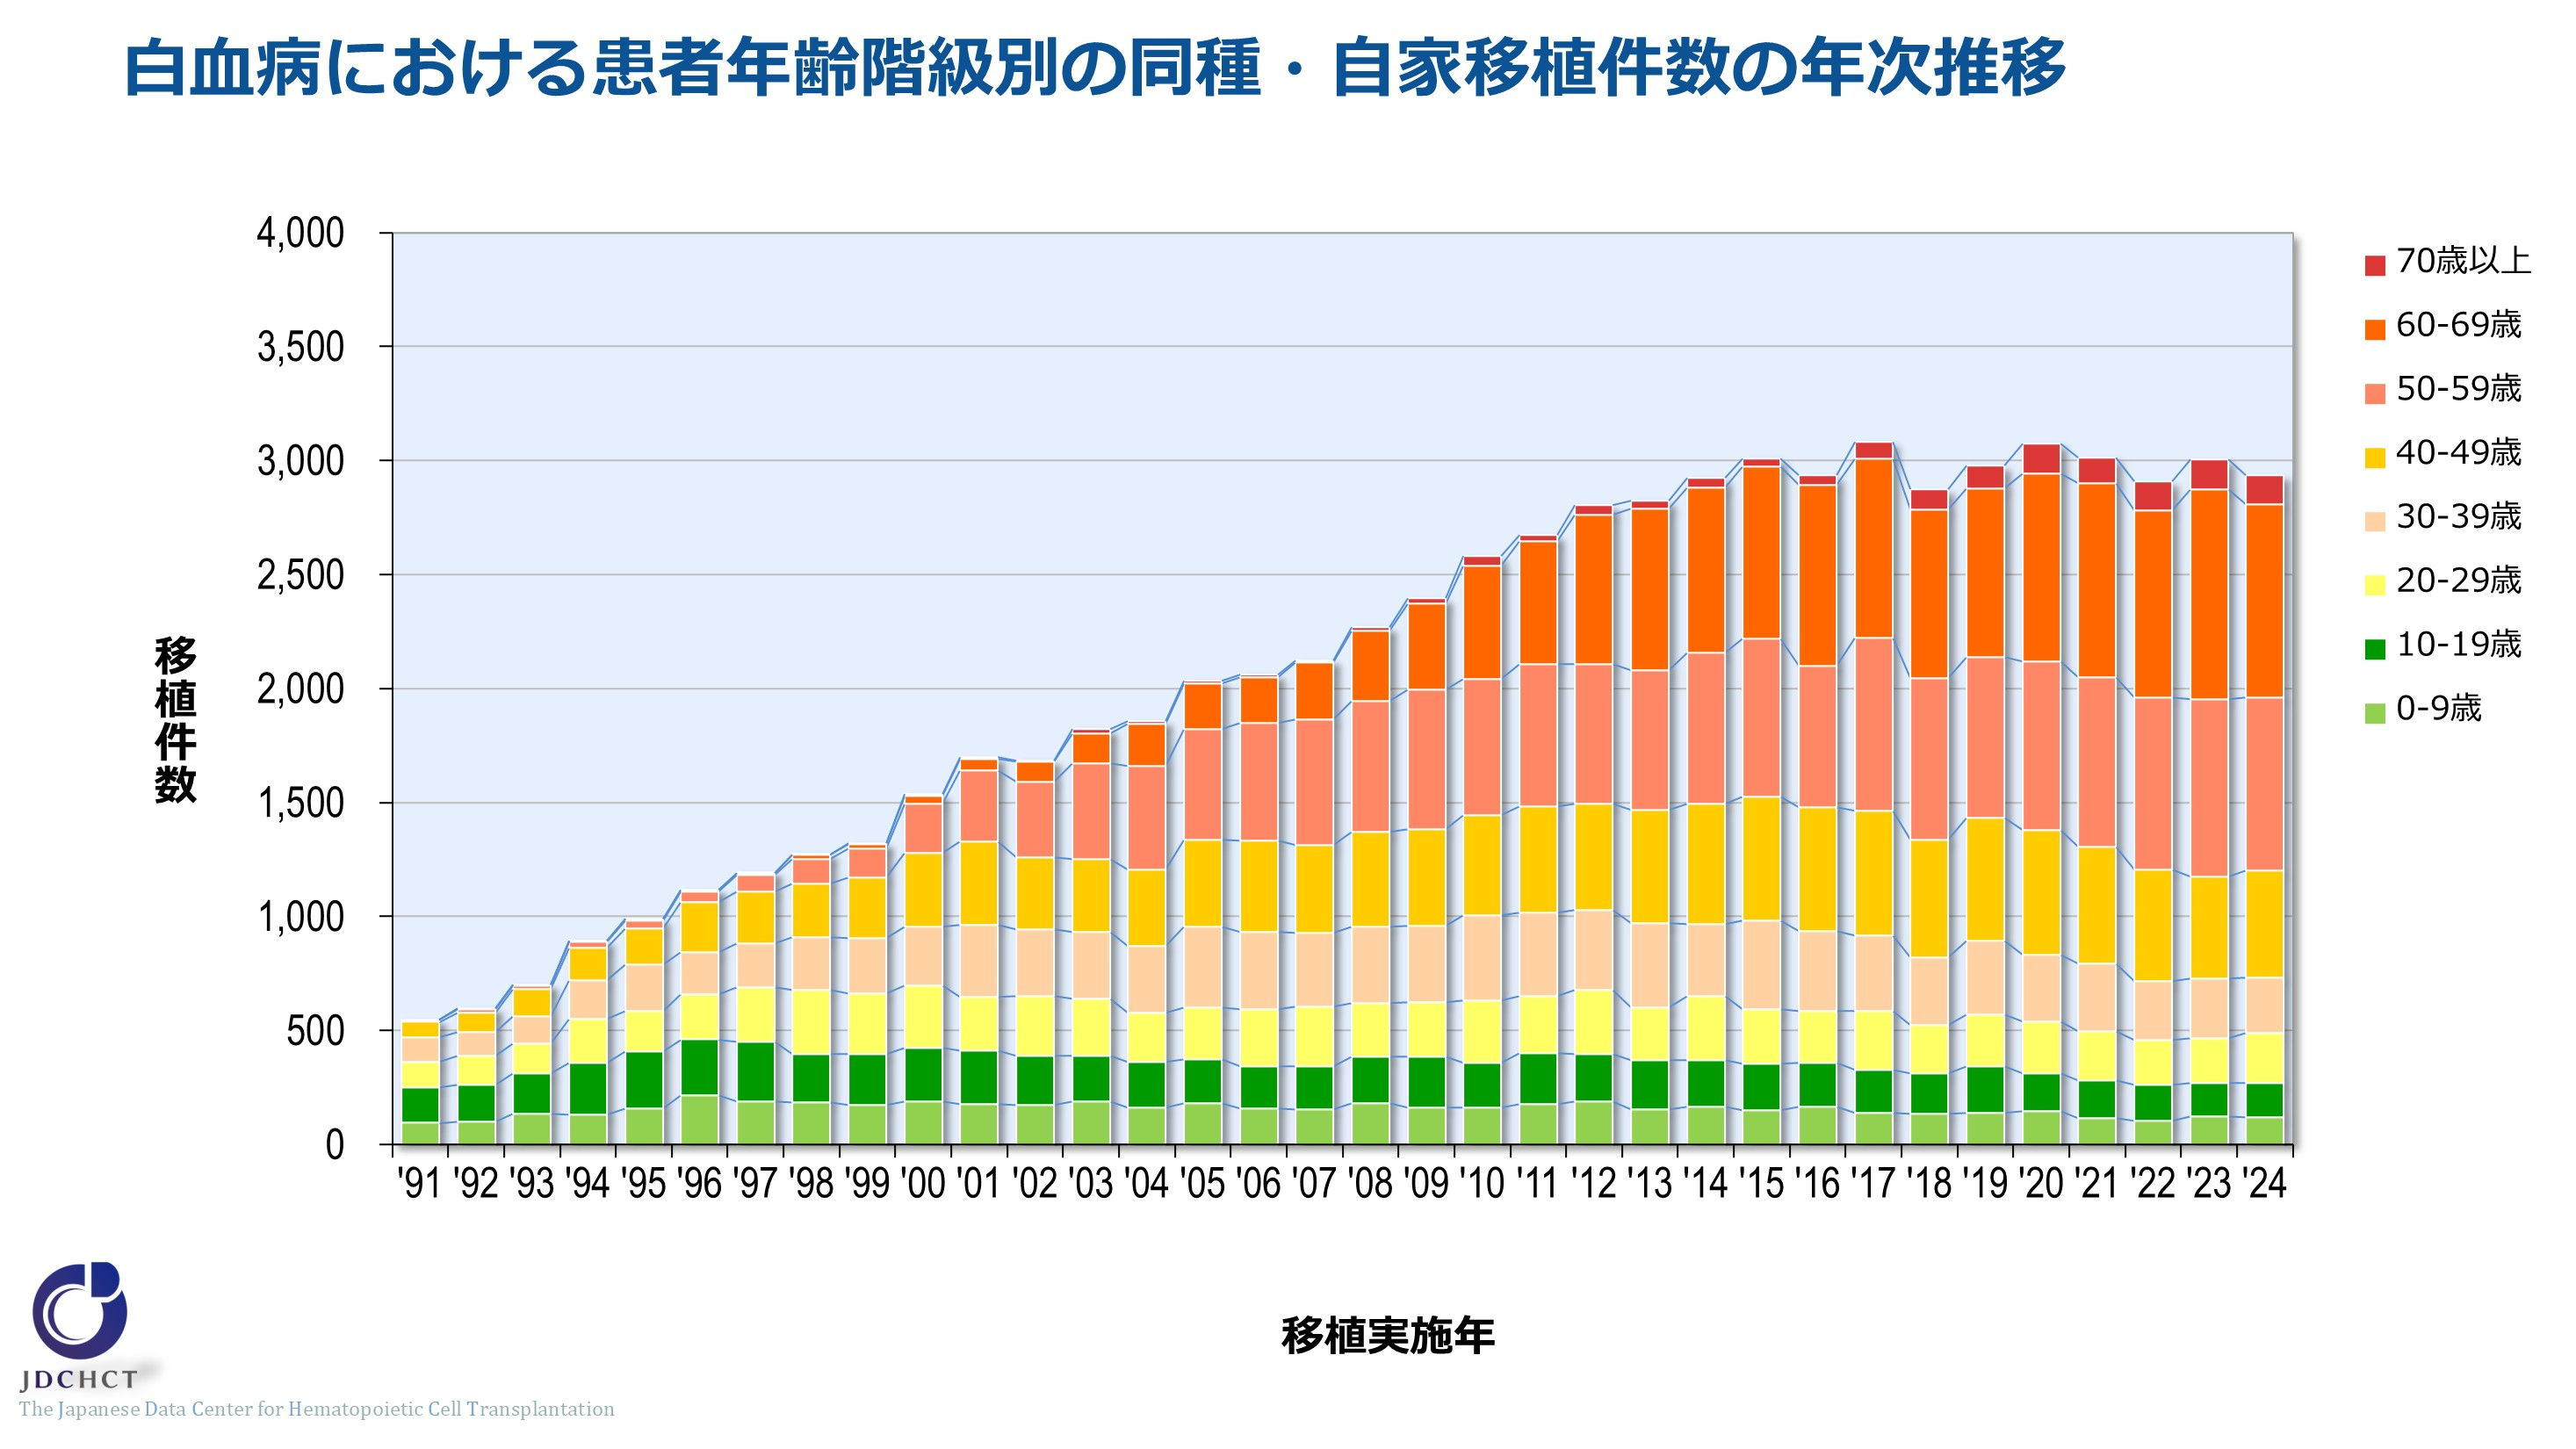 白血病における患者年齢階級別の同種・自家移植件数の年次推移
4,000
3,500
3,000
2,500
2,000
1,500
1,000
500
0
移植件数
'91 '92 '93 '94 '95 '96 '97 '98 '99 '00 '01 '02 '03 '04 '05 '06 '07 '08 '09 '10 '11 '12 '13 '14 '15 '16 '17 '18 '19 '20 '21 '22 '23 '24
移植実施年
70歳以上
60-69歳
50-59歳
40-49歳
30-39歳
20-29歳
10-19歳
0-9歳
JDCHCT
The Japanese Data Center for Hematopoietic Cell Transplantation